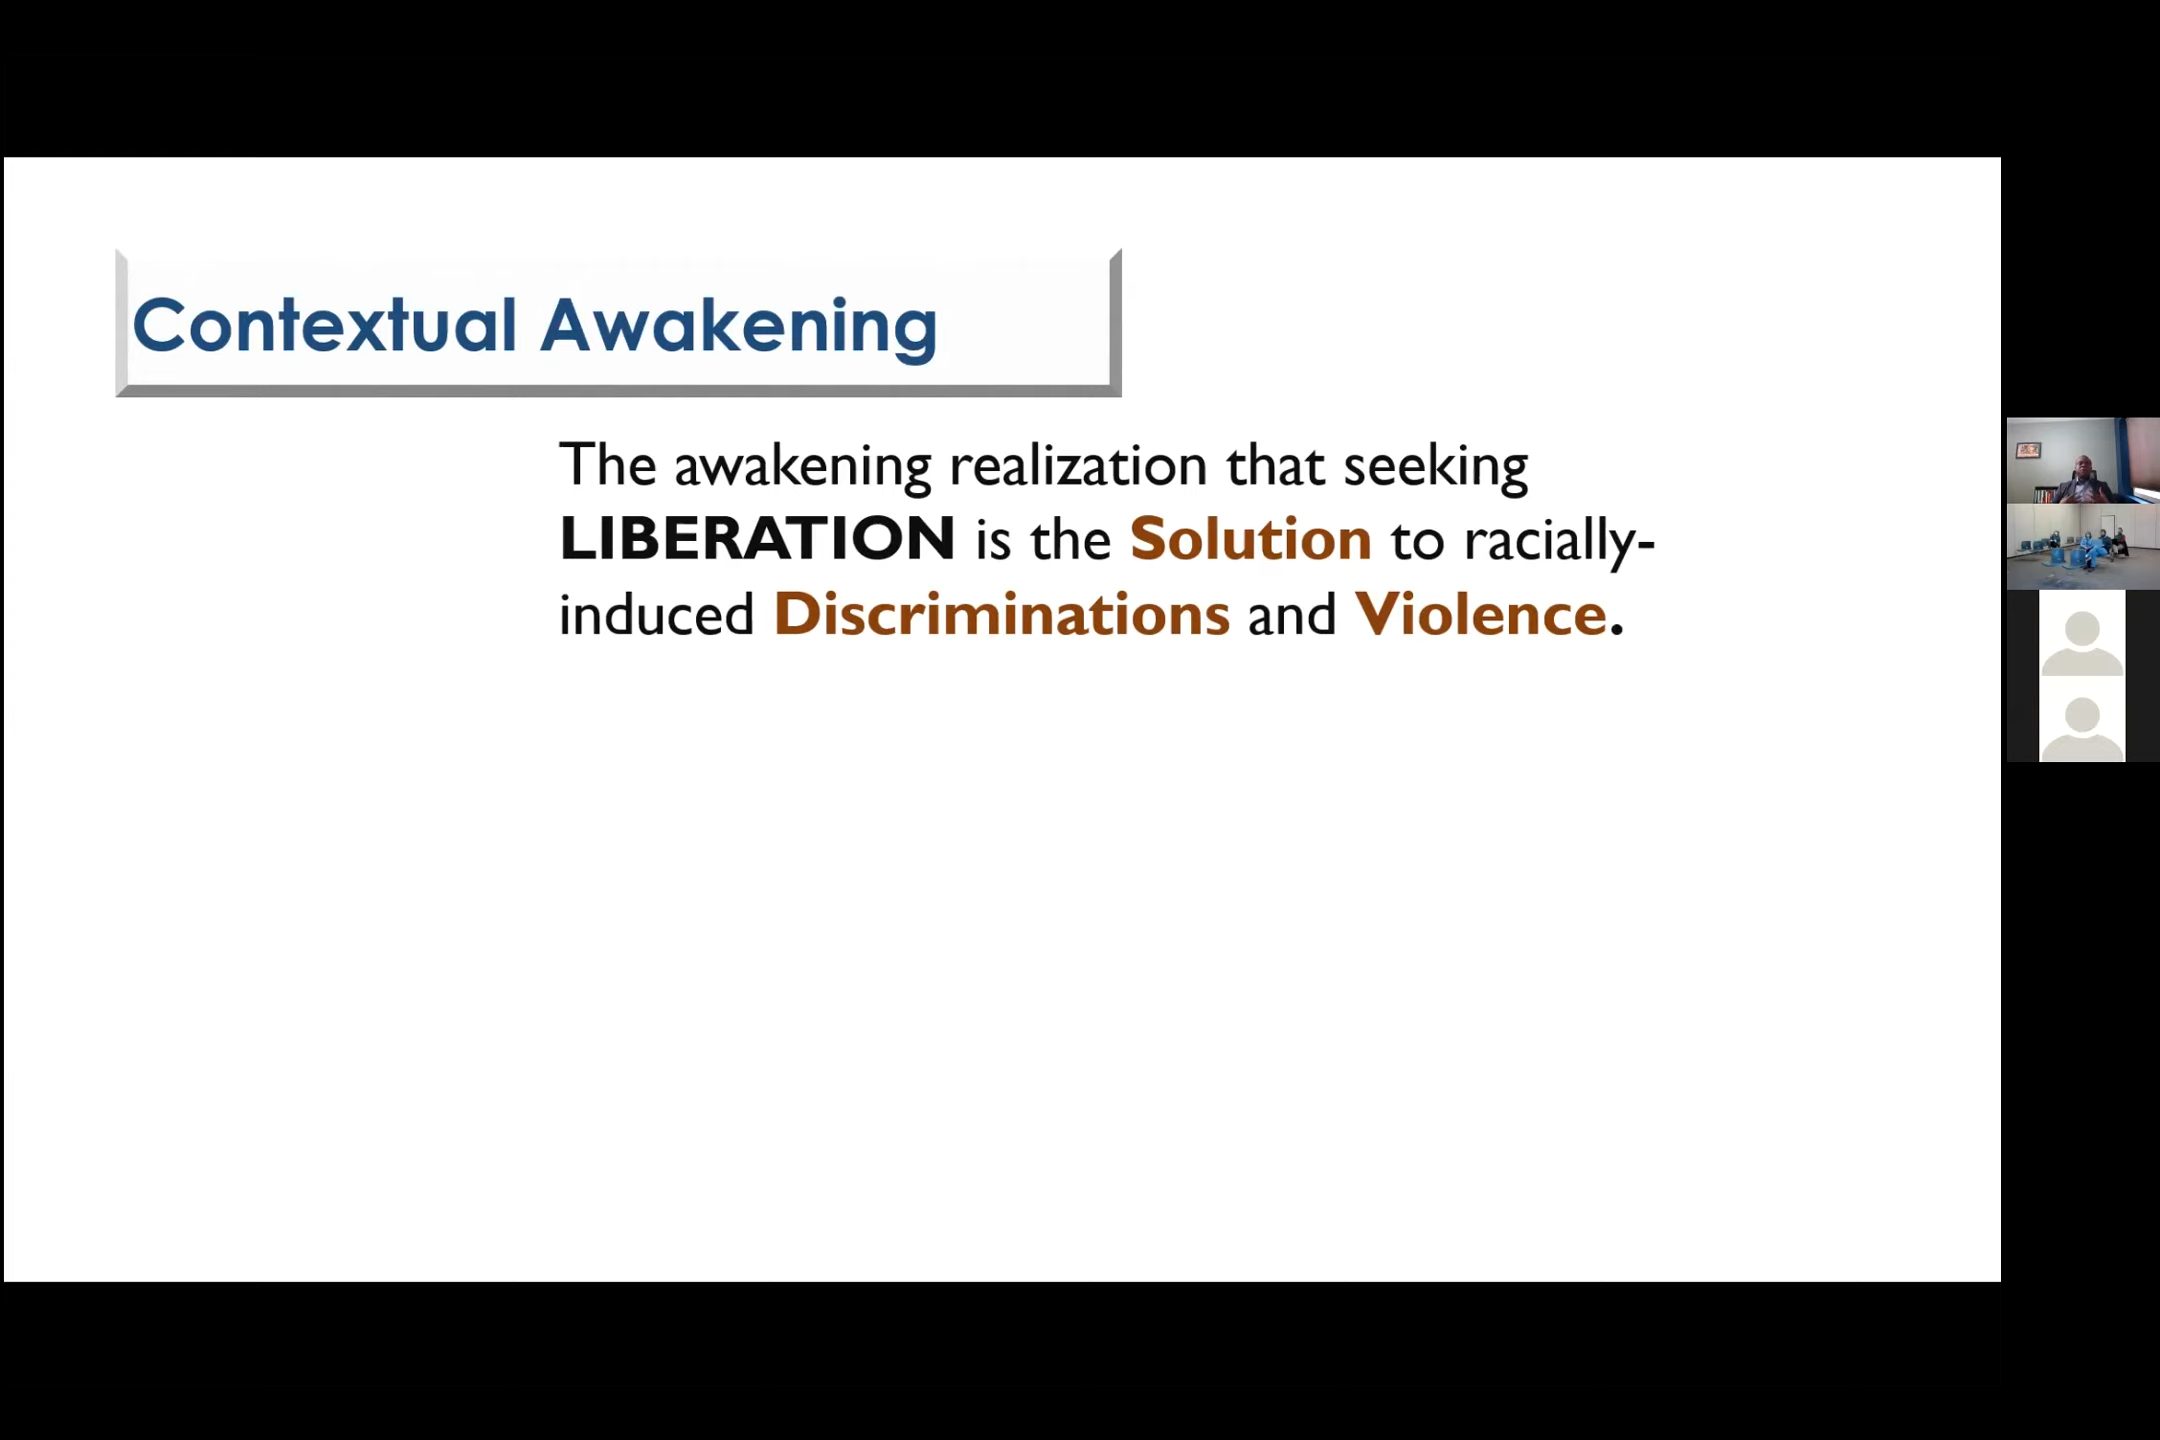 Contextual Awakening
The awakening realization that seeking
LIBERATION is the Solution to racially-
induced Discriminations and Violence.